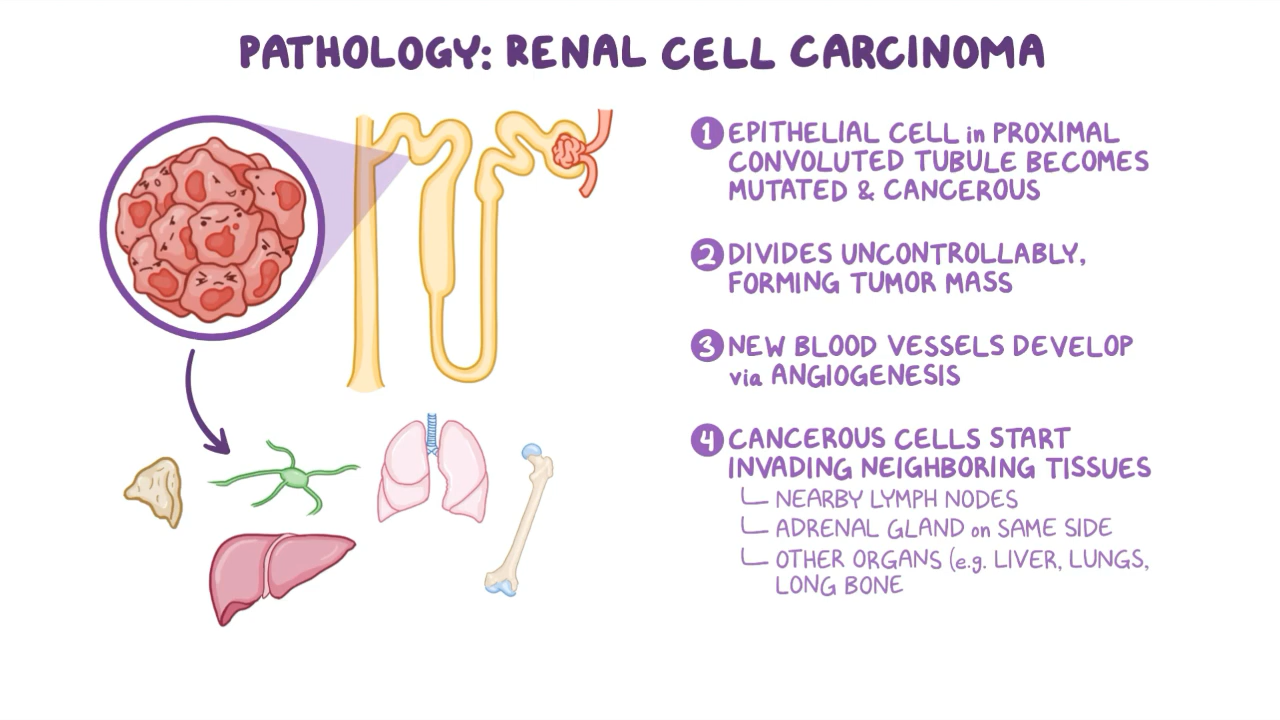 PATHOLOGY: RENAL CELL CARCINOMA
1 EPITHELIAL CELL in PROXIMAL
CONVOLUTED TUBULE BECOMES
MUTATED & CANCEROUS
2 DIVIDES UNCONTROLLABLY,
FORMING TUMOR MASS
3 NEW BLOOD VESSELS DEVELOP
via ANGIOGENESIS
4 CANCEROUS CELLS START
INVADING NEIGHBORING TISSUES
NEARBY LYMPH NODES
ADRENAL GLAND on SAME SIDE
OTHER ORGANS (e.g. LIVER, LUNGS,
LONG BONE